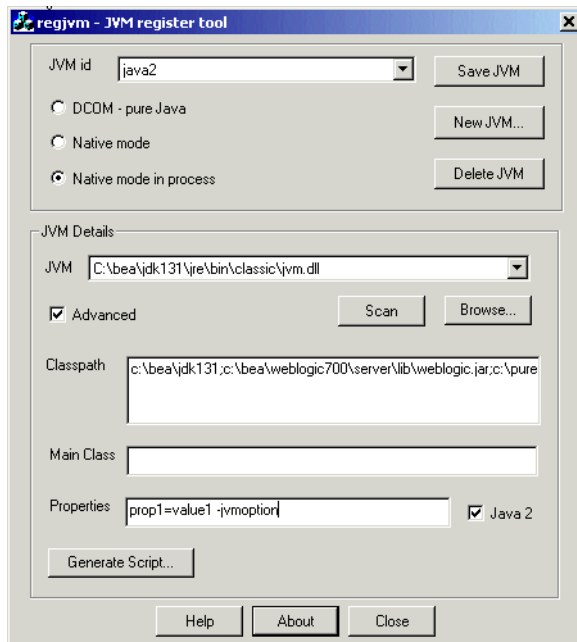 regjvm - JVM register tool
JVM id java2 Save JVM
DCOM - pure Java
New JVM...
Native mode
Native mode in process Delete JVM
JVM Details
JVM C:\bea\jdk131\jre\bin\classic\jvm.dll
Advanced Scan Browse...
Classpath c:\bea\jdk131;c:\bea\weblogic700\server\lib\weblogic.jar;c:\pure
Main Class
Properties prop1=value1 -jvmoption Java 2
Generate Script...
Help About Close